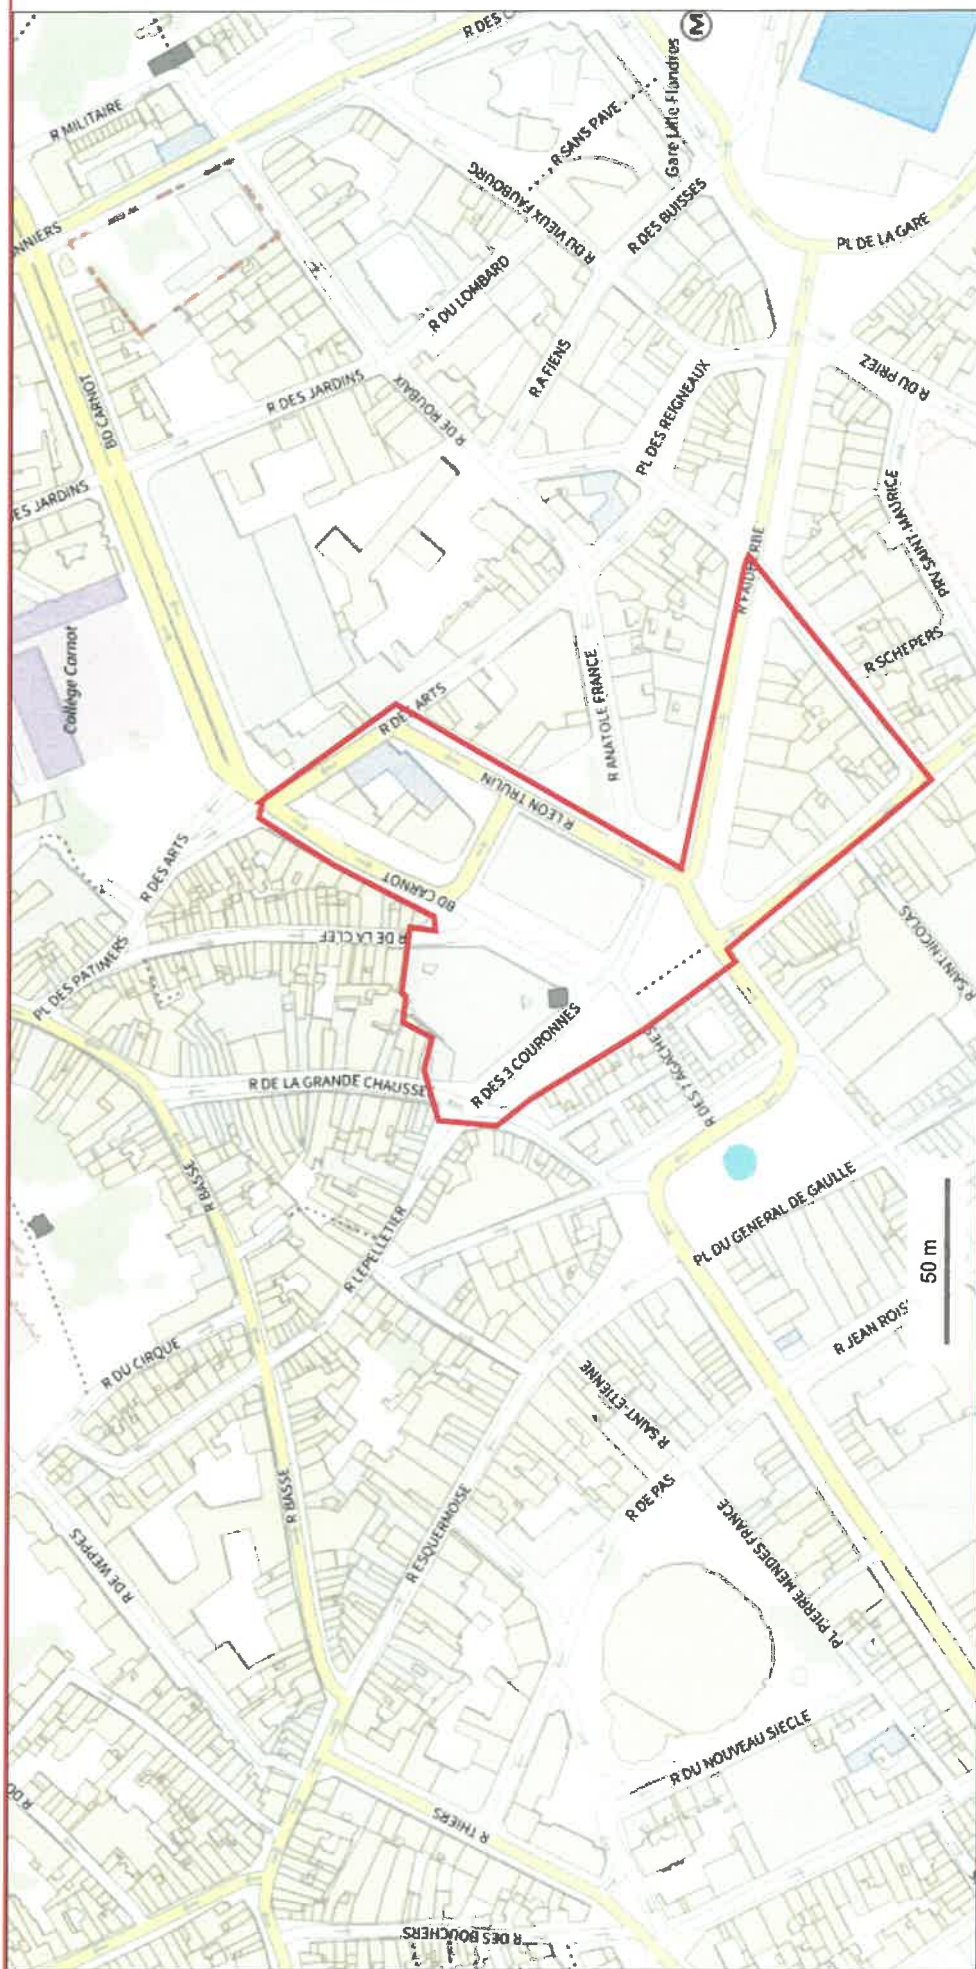 R DES C
M
R MILITAIRE
NNIERS
R SANS PAVE
Gare Lille Flandres
R DU VIEUX FAUBOURG
R DES BUISSES
PL DE LA GARE
R DU LOMBARD
BD CARNOT
R DES JARDINS
R DE ROUBAIX
R A FIENS
PL DES REIGNEAUX
R DU PRIEZ
ES JARDINS
PRV SAINT-MAURICE
R FAIDHERBE
Collège Carnot
R SCHEPERS
R ANATOLE FRANCE
R DES ARTS
R LEON TRULIN
R DES ARTS
BD CARNOT
R DE LA CLEF
PL DES PATINIERS
R SAINT-NICOLAS
R DES 3 COURONNES
R DE LA GRANDE CHAUSSE
R DES 7 AGACHES
R BASSE
PL DU GENERAL DE GAULLE
R LEPELLETIER
50 m
R JEAN ROIS
R DU CIRQUE
R SAINT-ETIENNE
R DE PAS
R BASSE
R ESQUERMOISE
PL PIERRE MENDES FRANCE
R DE WEPPES
R DU NOUVEAU SIECLE
R DO
R THIERS
R DES BOUCHERS